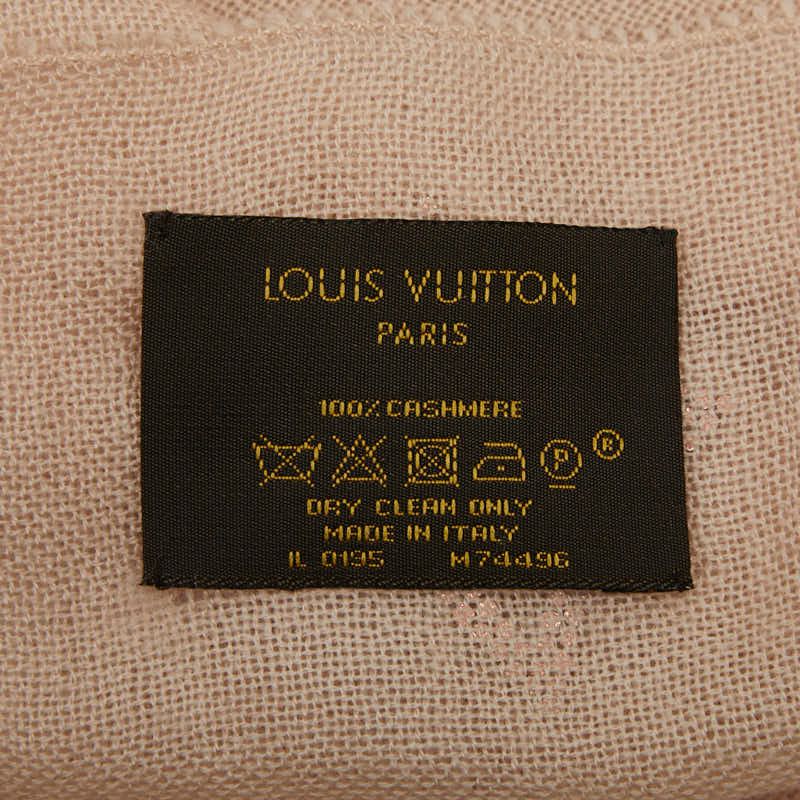 LOUIS VUITTON
PARIS
100% CASHMERE
P ®
DRY CLEAN ONLY
MADE IN ITALY
IL 0195 M74496